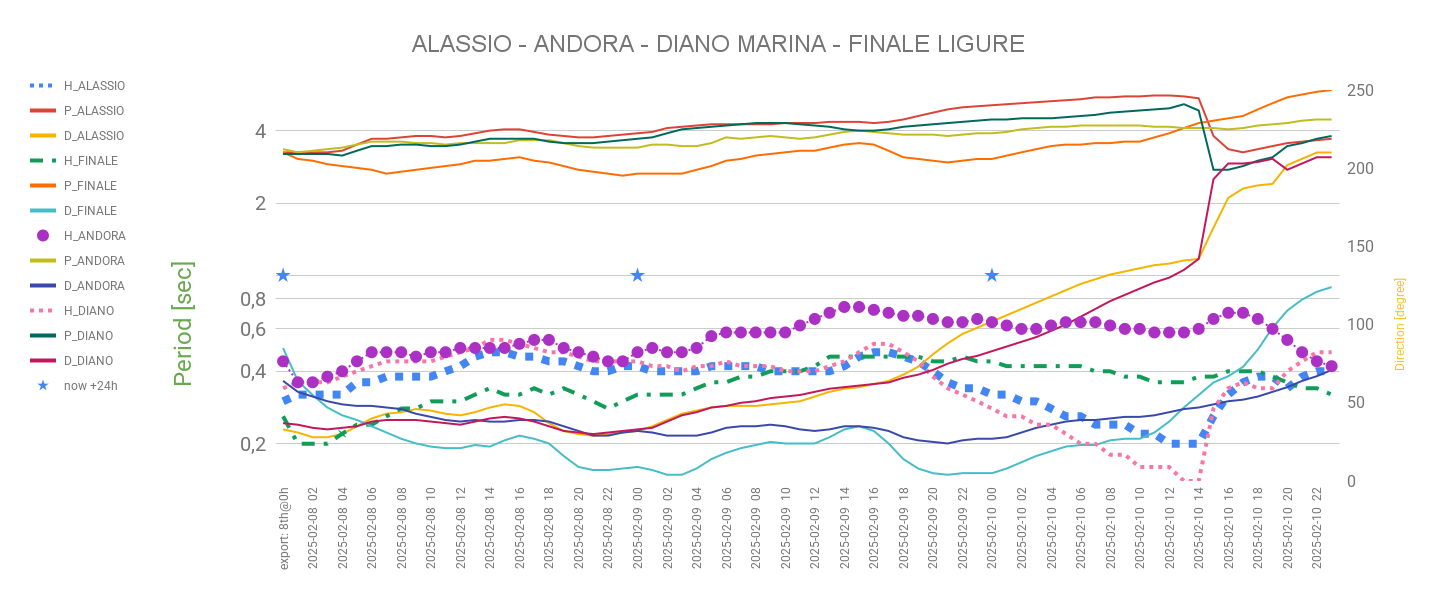 ALASSIO - ANDORA - DIANO MARINA - FINALE LIGURE
H_ALASSIO
P_ALASSIO
D_ALASSIO
H_FINALE
P_FINALE
D_FINALE
H_ANDORA
P_ANDORA
D_ANDORA
H_DIANO
P_DIANO
D_DIANO
now +24h
Period [sec]
4
2
0,8
0,6
0,4
0,2
250
200
150
100
50
0
Direction [degree]
export: 8th@0h
2025-02-08 02
2025-02-08 04
2025-02-08 06
2025-02-08 08
2025-02-08 10
2025-02-08 12
2025-02-08 14
2025-02-08 16
2025-02-08 18
2025-02-08 20
2025-02-08 22
2025-02-09 00
2025-02-09 02
2025-02-09 04
2025-02-09 06
2025-02-09 08
2025-02-09 10
2025-02-09 12
2025-02-09 14
2025-02-09 16
2025-02-09 18
2025-02-09 20
2025-02-09 22
2025-02-10 00
2025-02-10 02
2025-02-10 04
2025-02-10 06
2025-02-10 08
2025-02-10 10
2025-02-10 12
2025-02-10 14
2025-02-10 16
2025-02-10 18
2025-02-10 20
2025-02-10 22